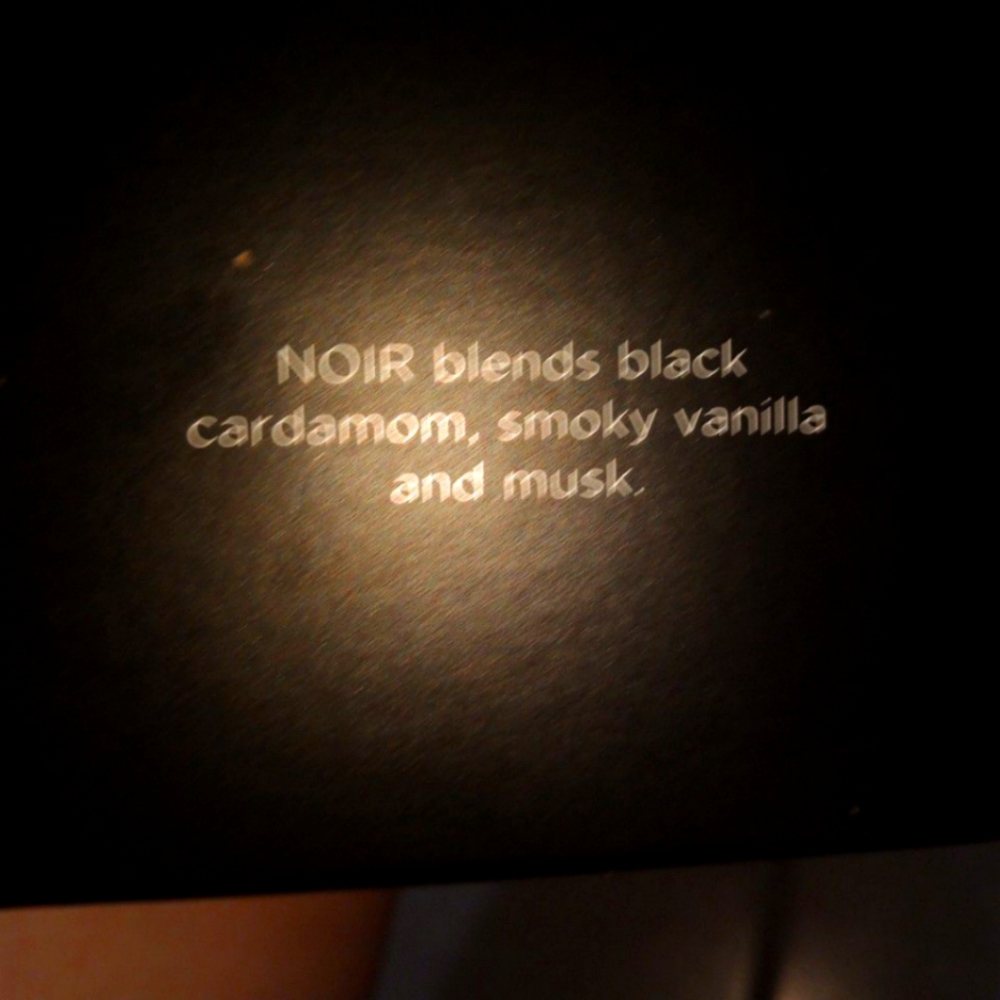 NOIR blends black
cardamom, smoky vanilla
and musk.